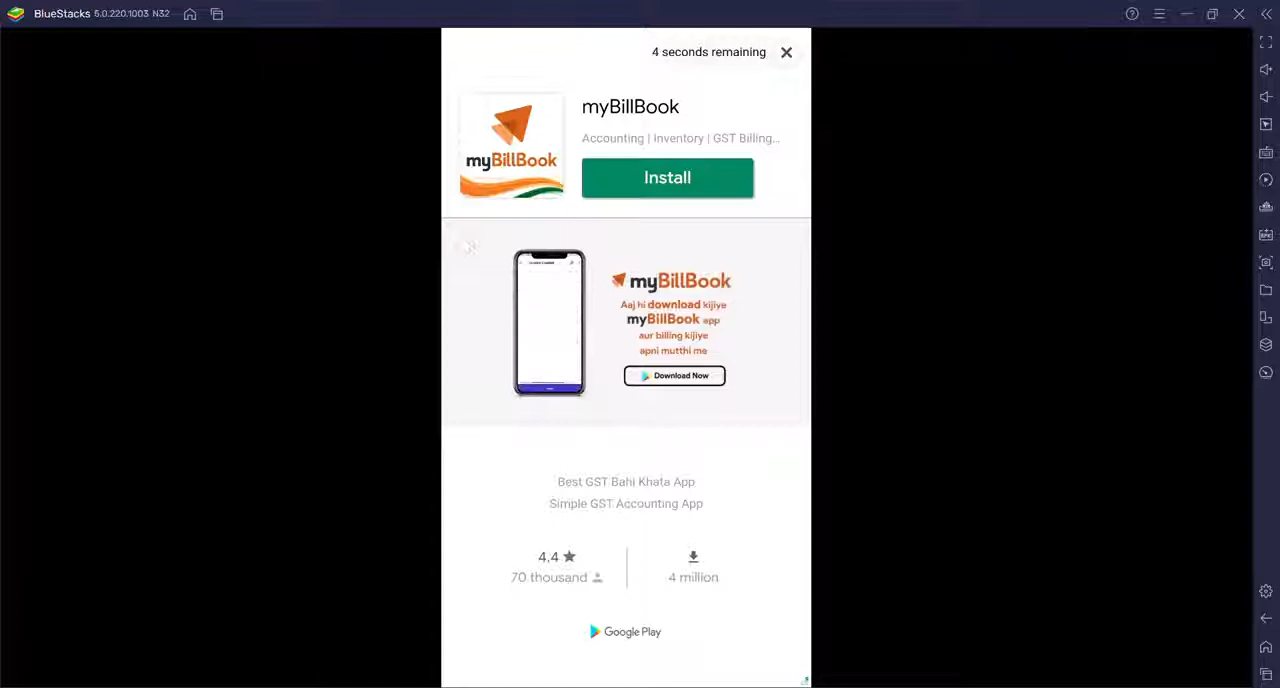 BlueStacks 5.0.220.1003 N32
4 seconds remaining
myBillBook
Accounting | Inventory | GST Billing...
myBillBook
Install
myBillBook
Aaj hi download kijiye
myBillBook app
aur billing kijiye
apni mutthi me
Download Now
Best GST Bahi Khata App
Simple GST Accounting App
4.4
70 thousand
4 million
Google Play